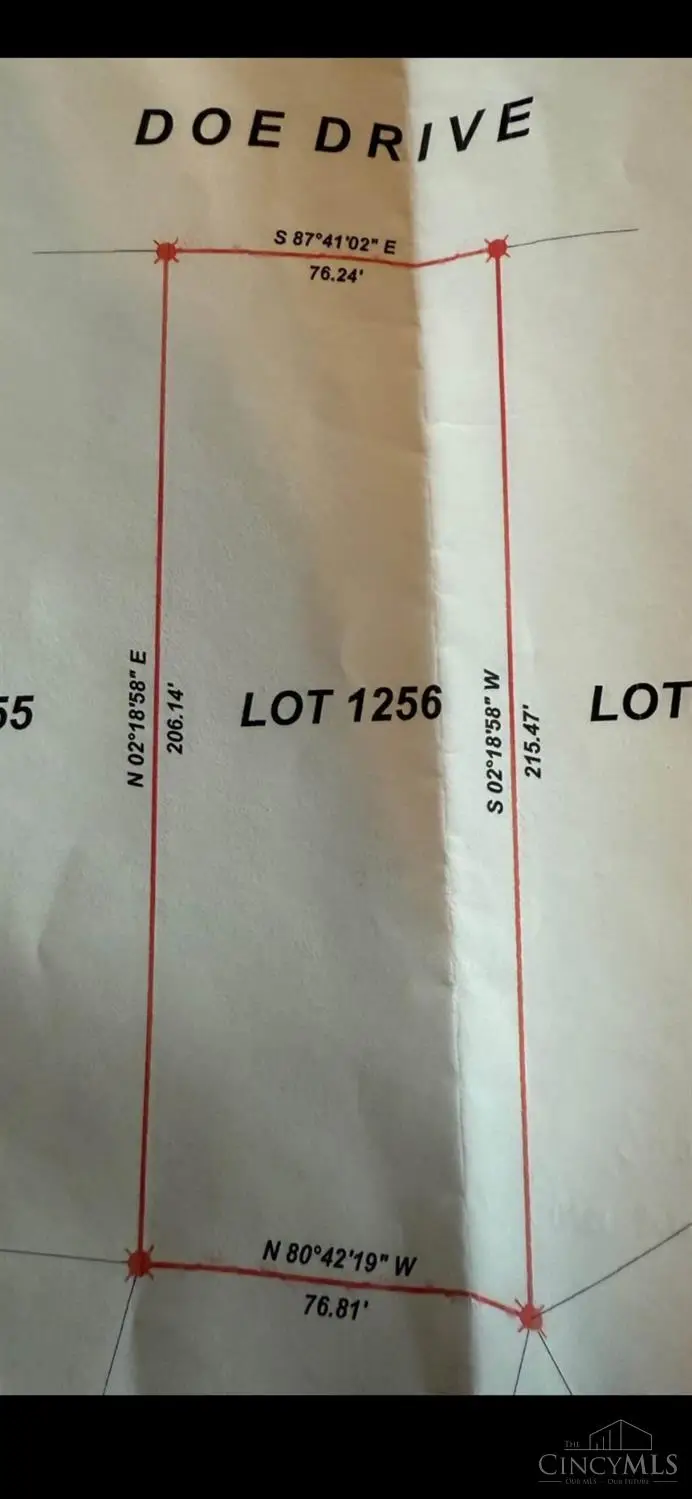 DOE DRIVE
S 87°41'02" E
76.24'
N 02°18'58" E
206.14'
55
LOT 1256
S 02°18'58" W
215.47'
LOT
N 80°42'19" W
76.81'
THE
CINCYMLS
OUR MLS OUR FUTURE